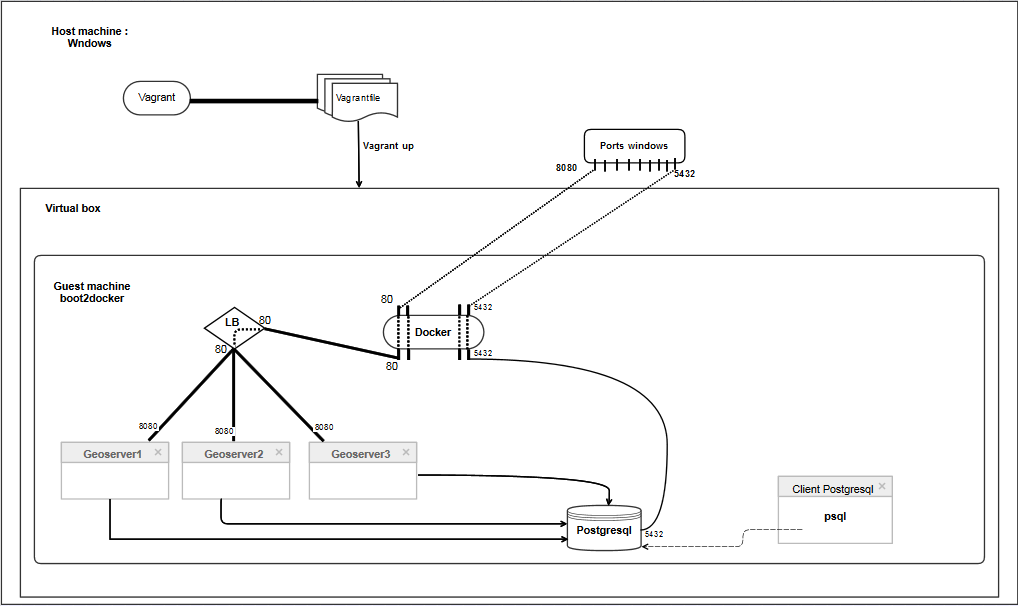 Host machine :
Wndows
Vagrant
Vagrantfile
Vagrant up
Ports windows
8080
5432
Virtual box
Guest machine
boot2docker
80
5432
LB
80
Docker
80
5432
80
8080
8080
8080
Geoserver1
Geoserver2
Geoserver3
Client Postgresql
psql
Postgresql
5432